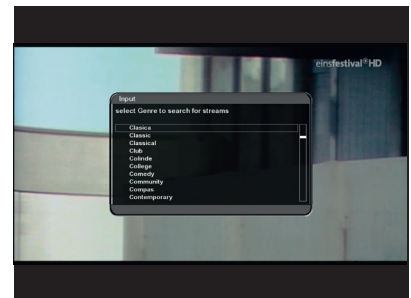 einsfestival HD
Input
select Genre to search for streams
Clasica
Classic
Classical
Club
Colinde
College
Comedy
Community
Compas
Contemporary